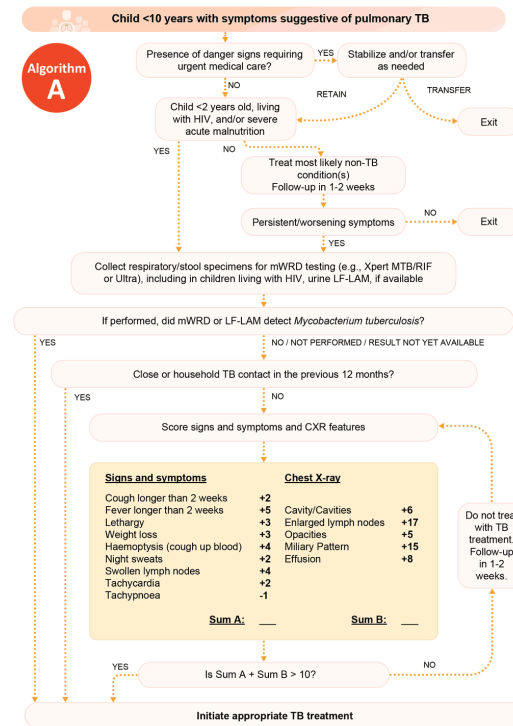 Child <10 years with symptoms suggestive of pulmonary TB
Algorithm
A
Presence of danger signs requiring
urgent medical care?
YES
Stabilize and/or transfer
as needed
NO
RETAIN
TRANSFER
Child <2 years old, living
with HIV, and/or severe
acute malnutrition
Exit
YES
NO
Treat most likely non-TB
condition(s)
Follow-up in 1-2 weeks
Persistent/worsening symptoms
NO
Exit
YES
Collect respiratory/stool specimens for mWRD testing (e.g., Xpert MTB/RIF
or Ultra), including in children living with HIV, urine LF-LAM, if available
If performed, did mWRD or LF-LAM detect Mycobacterium tuberculosis?
YES
NO / NOT PERFORMED / RESULT NOT YET AVAILABLE
Close or household TB contact in the previous 12 months?
YES
NO
Score signs and symptoms and CXR features
Signs and symptoms
Cough longer than 2 weeks +2
Fever longer than 2 weeks +5
Lethargy +3
Weight loss +3
Haemoptysis (cough up blood) +4
Night sweats +2
Swollen lymph nodes +4
Tachycardia +2
Tachypnoea -1
Sum A: ___
Chest X-ray
Cavity/Cavities +6
Enlarged lymph nodes +17
Opacities +5
Miliary Pattern +15
Effusion +8
Sum B: ___
Do not treat
with TB
treatment.
Follow-up
in 1-2
weeks.
Is Sum A + Sum B > 10?
YES
NO
Initiate appropriate TB treatment